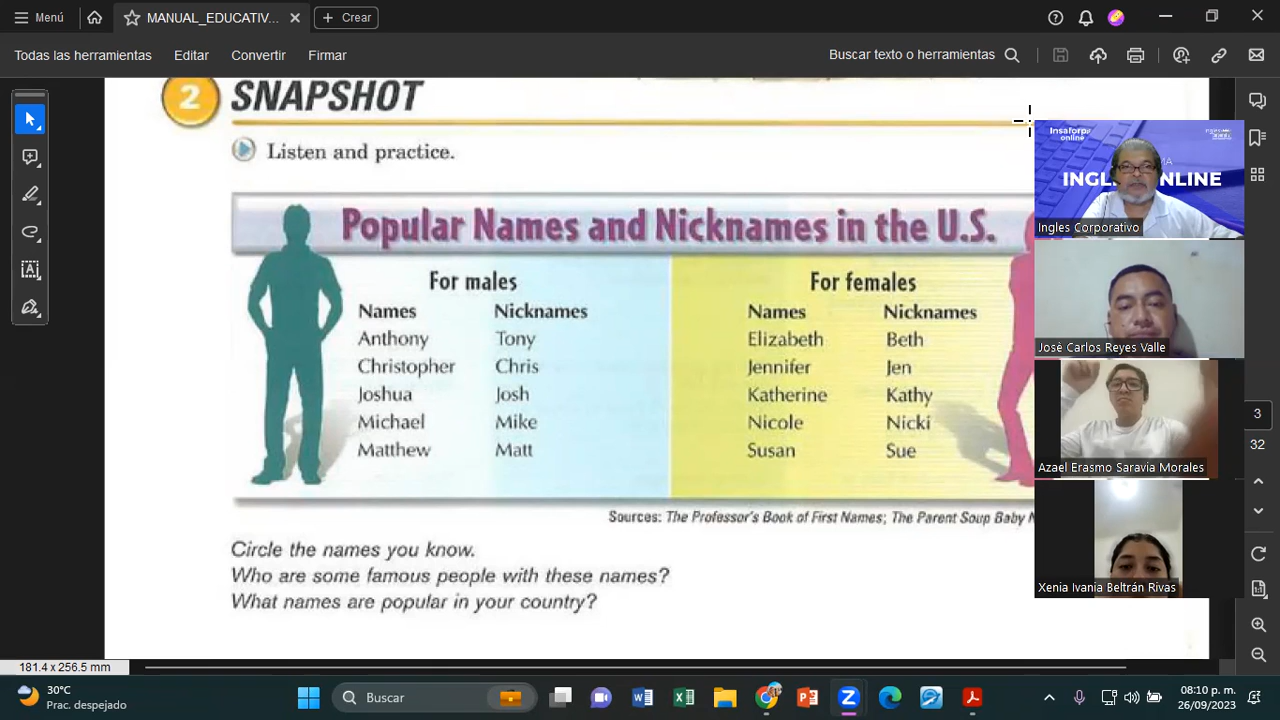 Menú
MANUAL_EDUCATIV...
Crear
Todas las herramientas
Editar
Convertir
Firmar
Buscar texto o herramientas
2 SNAPSHOT
Listen and practice.
Popular Names and Nicknames in the U.S.
For males
Names Nicknames
Anthony Tony
Christopher Chris
Joshua Josh
Michael Mike
Matthew Matt
For females
Names Nicknames
Elizabeth Beth
Jennifer Jen
Katherine Kathy
Nicole Nicki
Susan Sue
Sources: The Professor's Book of First Names; The Parent Soup Baby N
Circle the names you know.
Who are some famous people with these names?
What names are popular in your country?
Insaforp
online
INGL NLINE
Ingles Corporativo
Josè Carlos Reyes Valle
Azael Erasmo Saravia Morales
Xenia Ivania Beltrán Rivas
3
32
181.4 x 256.5 mm
30°C
Prac. despejado
Buscar
08:10 p. m.
26/09/2023